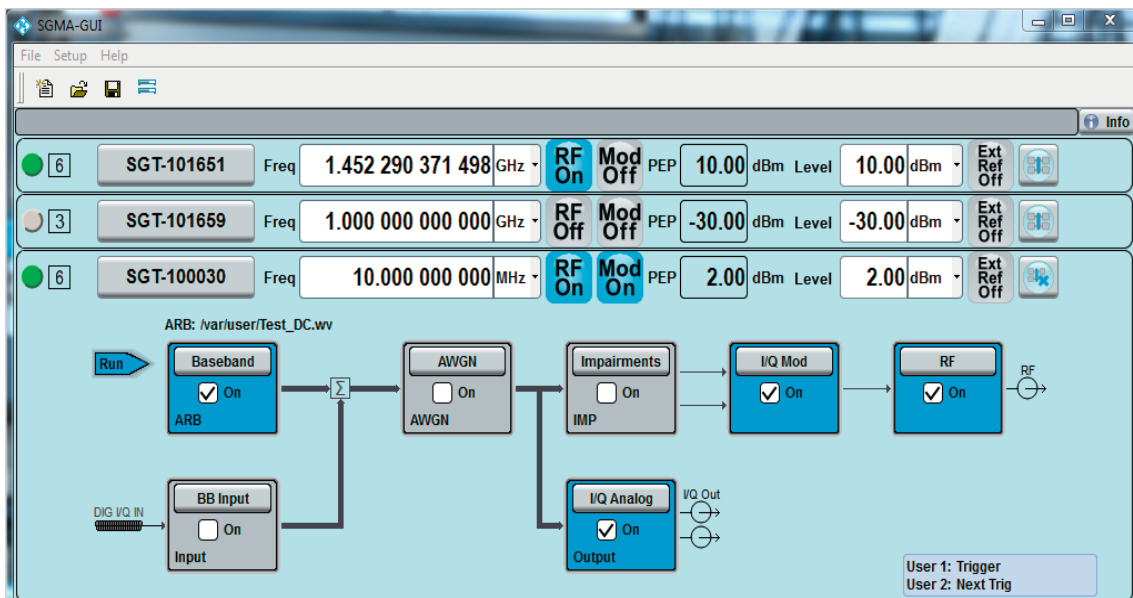 SGMA-GUI
File Setup Help
Info
6 SGT-101651 Freq 1.452 290 371 498 GHz RF On Mod Off PEP 10.00 dBm Level 10.00 dBm Ext Ref Off
3 SGT-101659 Freq 1.000 000 000 000 GHz RF Off Mod Off PEP -30.00 dBm Level -30.00 dBm Ext Ref Off
6 SGT-100030 Freq 10.000 000 000 MHz RF On Mod On PEP 2.00 dBm Level 2.00 dBm Ext Ref Off
ARB: /var/user/Test_DC.wv
Run Baseband AWGN Impairments I/Q Mod RF RF
On Σ On On On On
ARB AWGN IMP
BB Input I/Q Analog I/Q Out
DIG I/Q IN On On
Input Output
User 1: Trigger
User 2: Next Trig